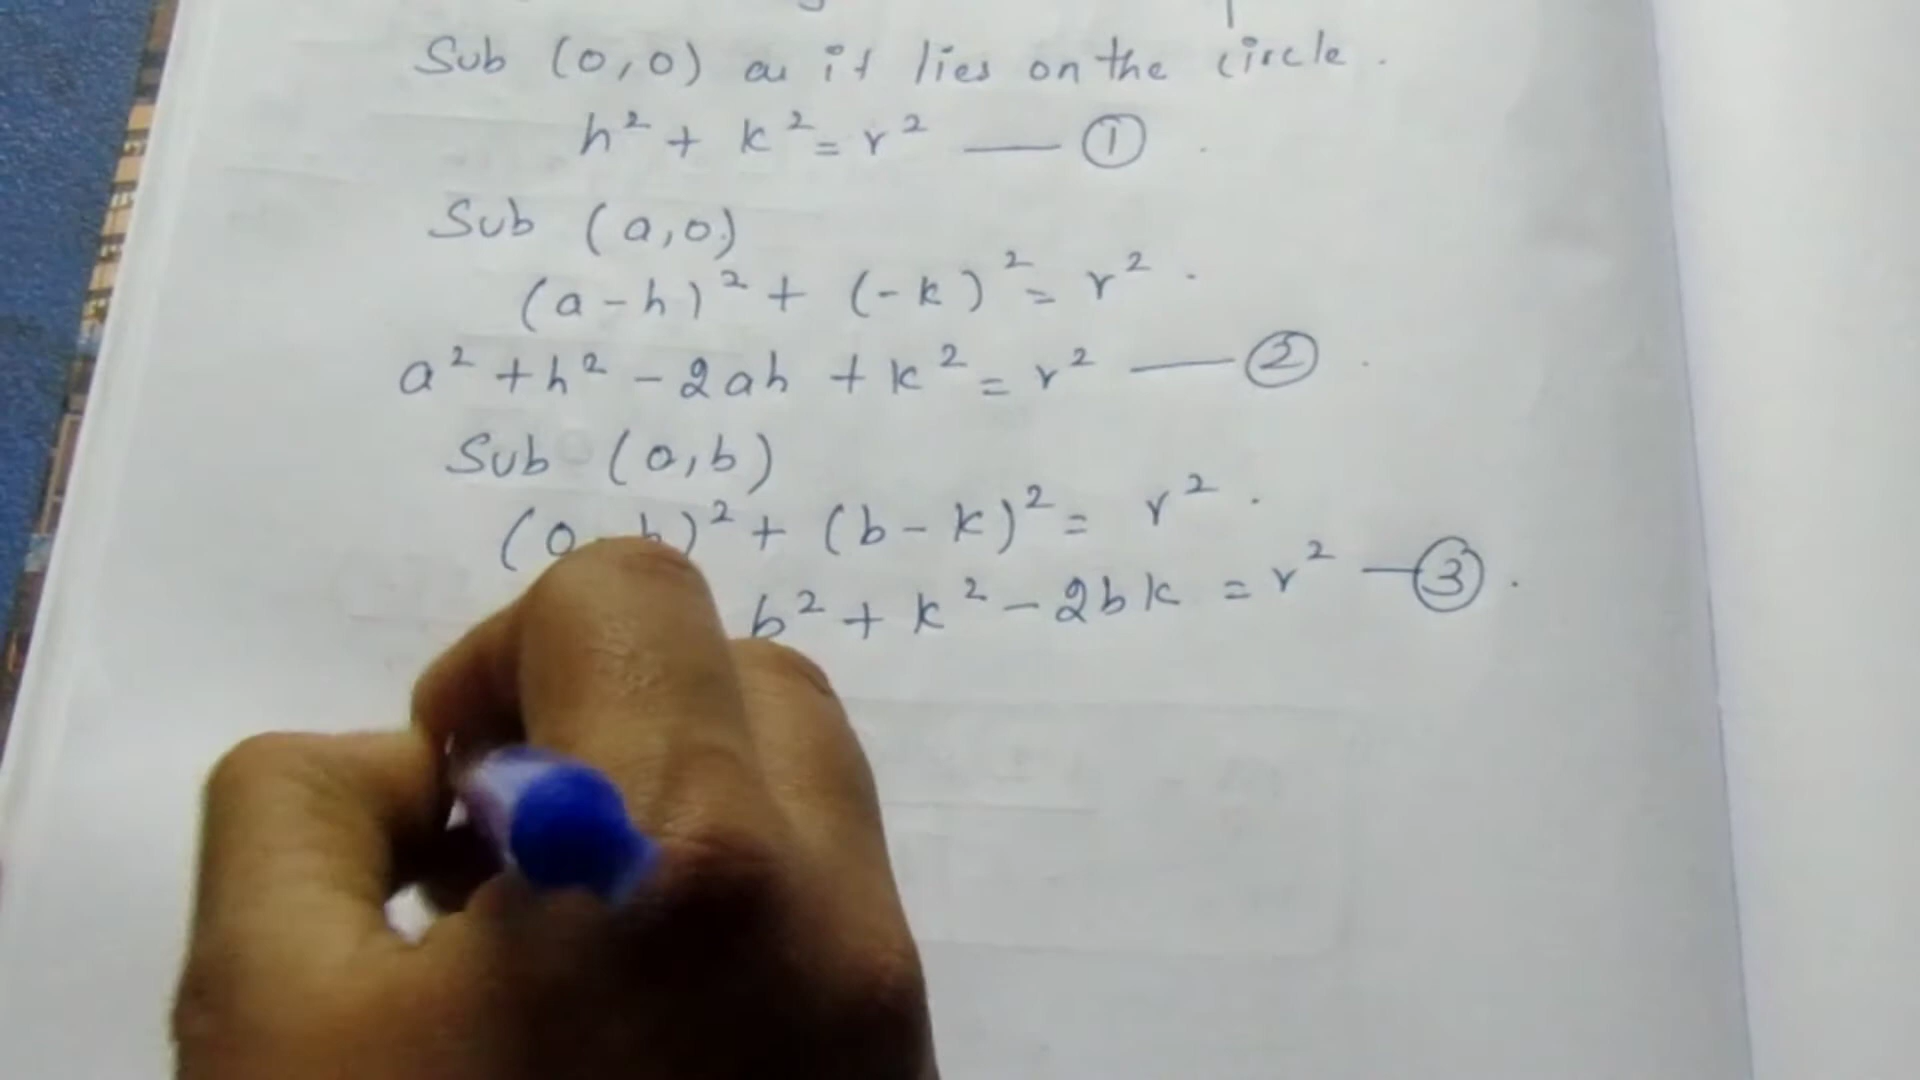 Sub (0,0) as it lies on the circle.
h² + k² = r² — ①
Sub (a,0)
(a-h)² + (-k)² = r².
a² + h² - 2ah + k² = r² — ②
Sub (0,b)
(0-h)² + (b-k)² = r².
b² + k² - 2bk = r² — ③.